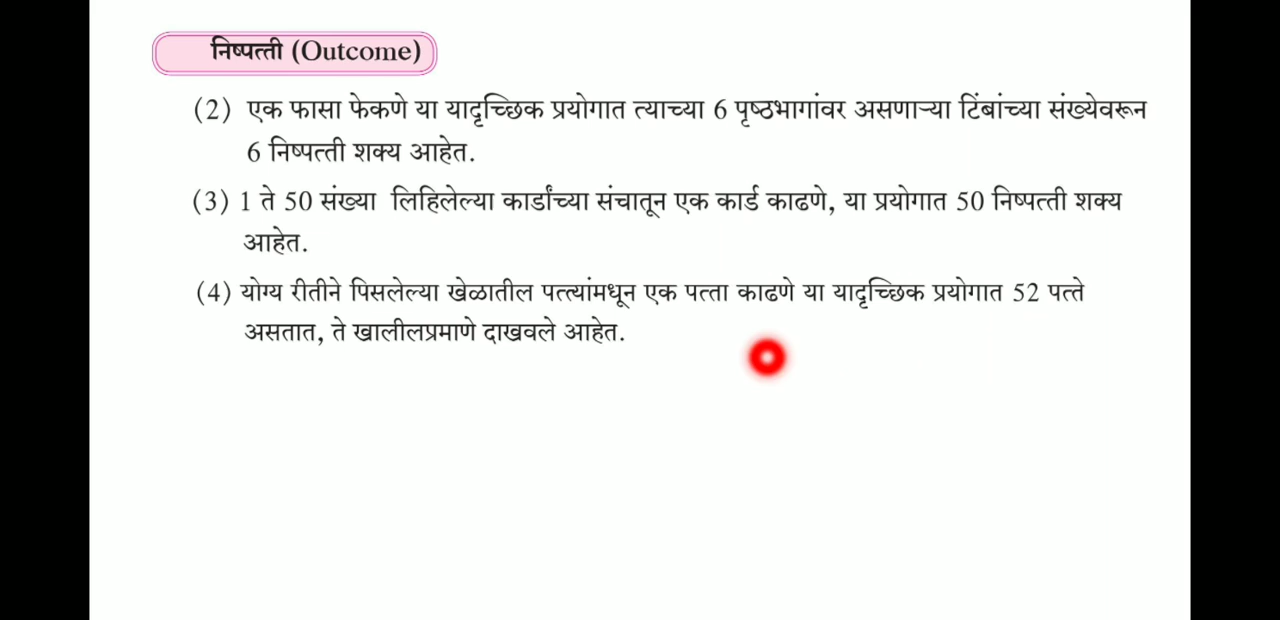 निष्पत्ती (Outcome)
(2) एक फासा फेकणे या यादृच्छिक प्रयोगात त्याच्या 6 पृष्ठभागांवर असणाऱ्या टिंबांच्या संख्येवरून
6 निष्पत्ती शक्य आहेत.
(3) 1 ते 50 संख्या लिहिलेल्या कार्डांच्या संचातून एक कार्ड काढणे, या प्रयोगात 50 निष्पत्ती शक्य
आहेत.
(4) योग्य रीतीने पिसलेल्या खेळातील पत्त्यांमधून एक पत्ता काढणे या यादृच्छिक प्रयोगात 52 पत्ते
असतात, ते खालीलप्रमाणे दाखवले आहेत.